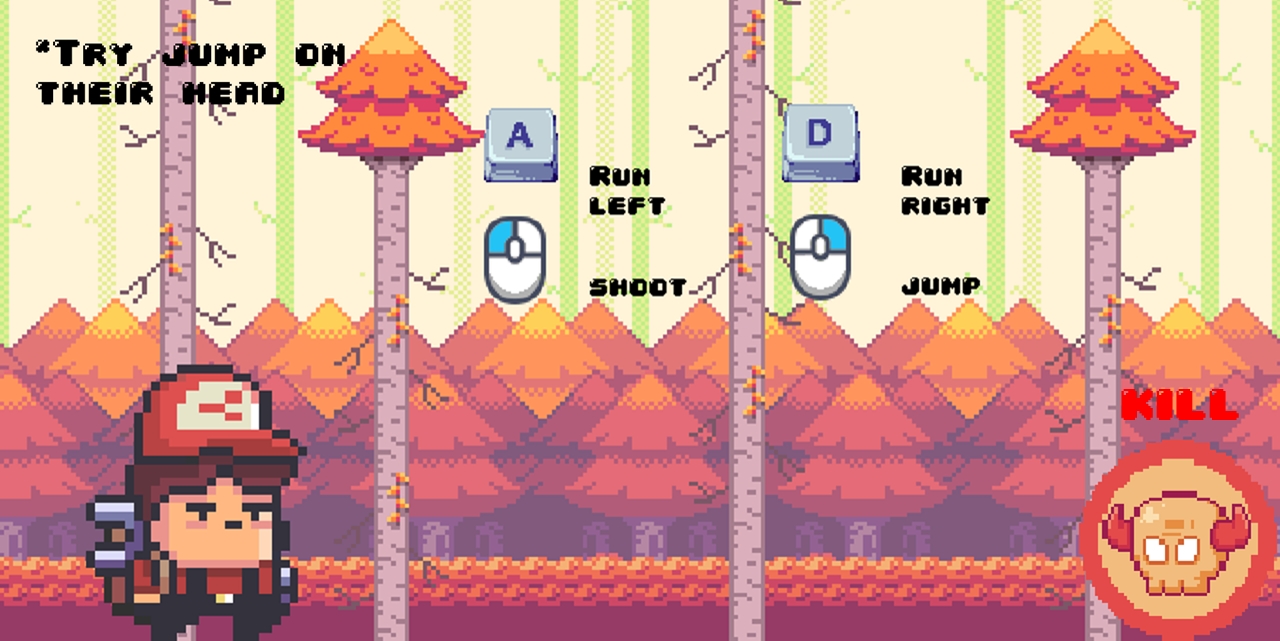 *Try jump on
their head
A
Run
left
D
Run
right
shoot
jump
KILL